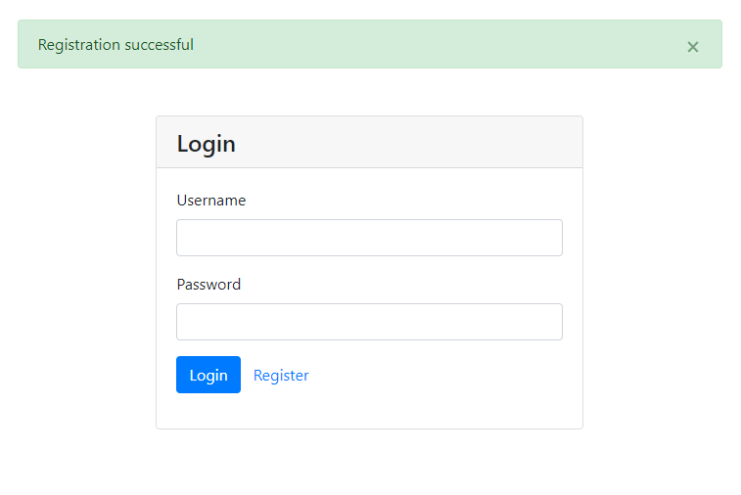 Registration successful ×
Login
Username
Password
Login Register